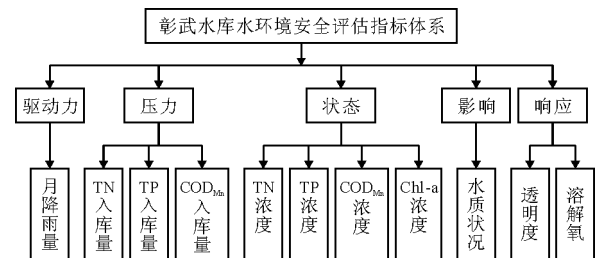 彰武水库水环境安全评估指标体系
驱动力
压力
状态
影响
响应
月降雨量
TN入库量
TP入库量
COD_Mn入库量
TN浓度
TP浓度
COD_Mn浓度
Chl-a浓度
水质状况
透明度
溶解氧